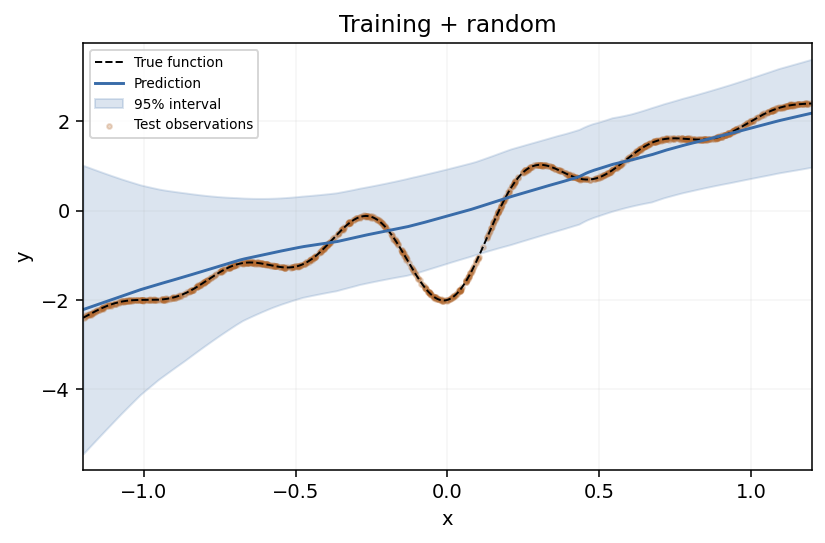 Training + random
True function
Prediction
95% interval
Test observations
y
2
0
−2
−4
−1.0 −0.5 0.0 0.5 1.0
x